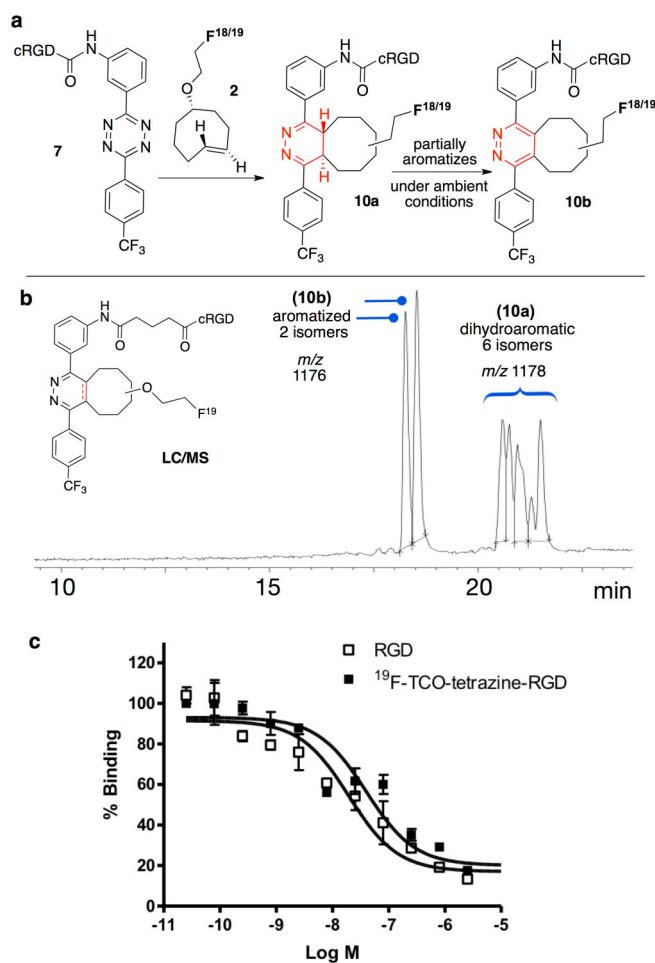 a
cRGD
H
N
O
N N
N N
7
CF₃
F18/19
O
2
H
H
H
N
cRGD
O
F18/19
H
N
N
H
10a
CF₃
partially
aromatizes
under ambient
conditions
H
N
cRGD
O
F18/19
N
N
10b
CF₃
b
H
N
cRGD
O O
N
N
O
F19
CF₃
LC/MS
(10b)
aromatized
2 isomers
m/z
1176
(10a)
dihydroaromatic
6 isomers
m/z 1178
10 15 20 min
c
RGD
¹⁹F-TCO-tetrazine-RGD
% Binding
120
100
80
60
40
20
0
-11 -10 -9 -8 -7 -6 -5
Log M